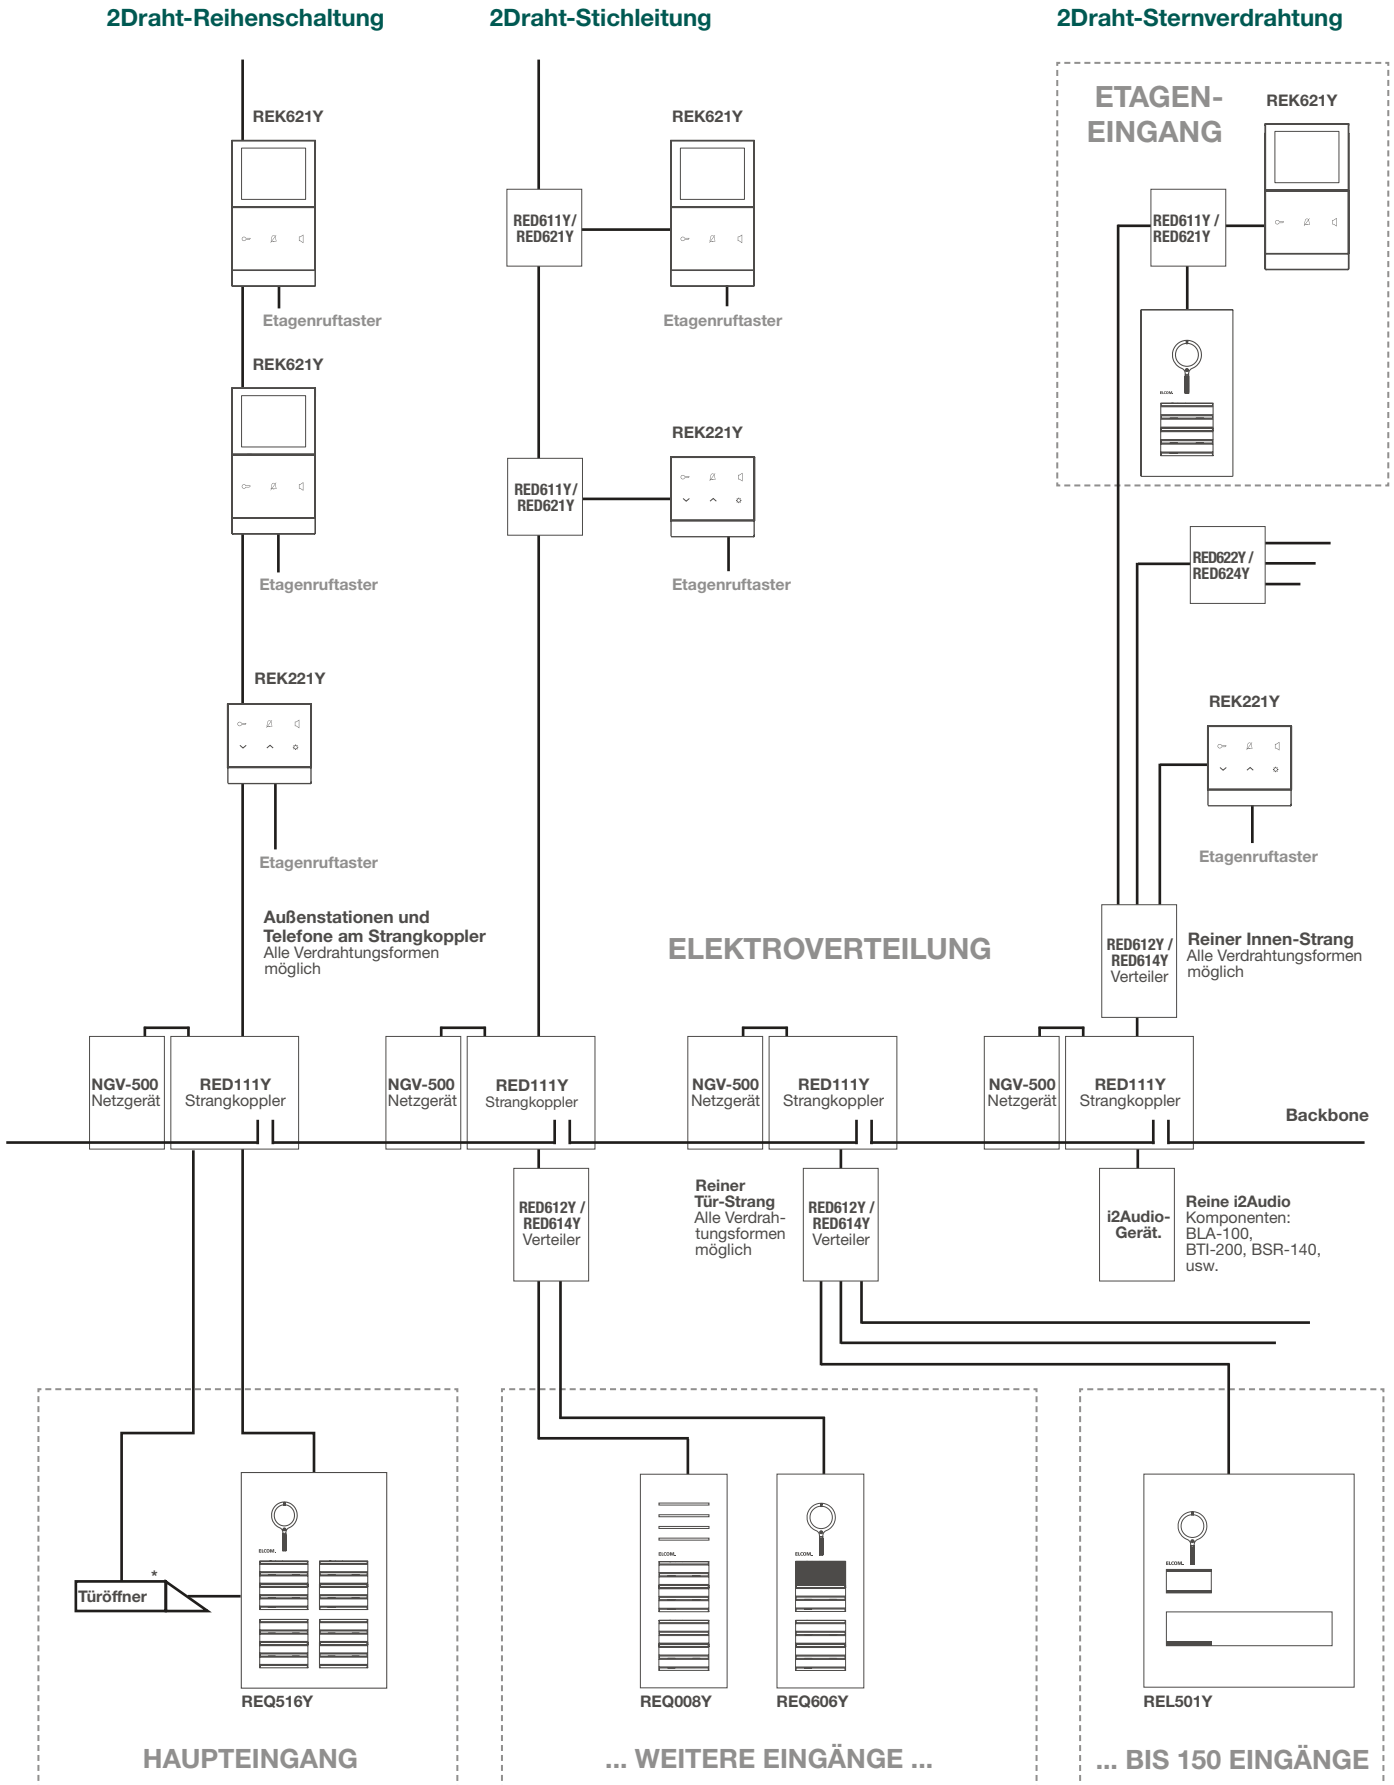 2Draht-Reihenschaltung
2Draht-Stichleitung
2Draht-Sternverdrahtung
REK621Y
Etagenruftaster
REK621Y
Etagenruftaster
REK221Y
Etagenruftaster
Außenstationen und
Telefone am Strangkoppler
Alle Verdrahtungsformen
möglich
REK621Y
RED611Y/
RED621Y
Etagenruftaster
REK221Y
RED611Y/
RED621Y
Etagenruftaster
ETAGEN-
EINGANG
REK621Y
RED611Y /
RED621Y
ELCOM.
RED622Y /
RED624Y
REK221Y
Etagenruftaster
ELEKTROVERTEILUNG
RED612Y /
RED614Y
Verteiler
Reiner Innen-Strang
Alle Verdrahtungsformen
möglich
NGV-500
Netzgerät
RED111Y
Strangkoppler
NGV-500
Netzgerät
RED111Y
Strangkoppler
NGV-500
Netzgerät
RED111Y
Strangkoppler
NGV-500
Netzgerät
RED111Y
Strangkoppler
Backbone
RED612Y /
RED614Y
Verteiler
Reiner
Tür-Strang
Alle Verdrah-
tungsformen
möglich
RED612Y /
RED614Y
Verteiler
i2Audio-
Gerät.
Reine i2Audio
Komponenten:
BLA-100,
BTI-200, BSR-140,
usw.
*
Türöffner
ELCOM.
REQ516Y
HAUPTEINGANG
ELCOM.
REQ008Y
ELCOM.
REQ606Y
... WEITERE EINGÄNGE ...
ELCOM.
REL501Y
... BIS 150 EINGÄNGE